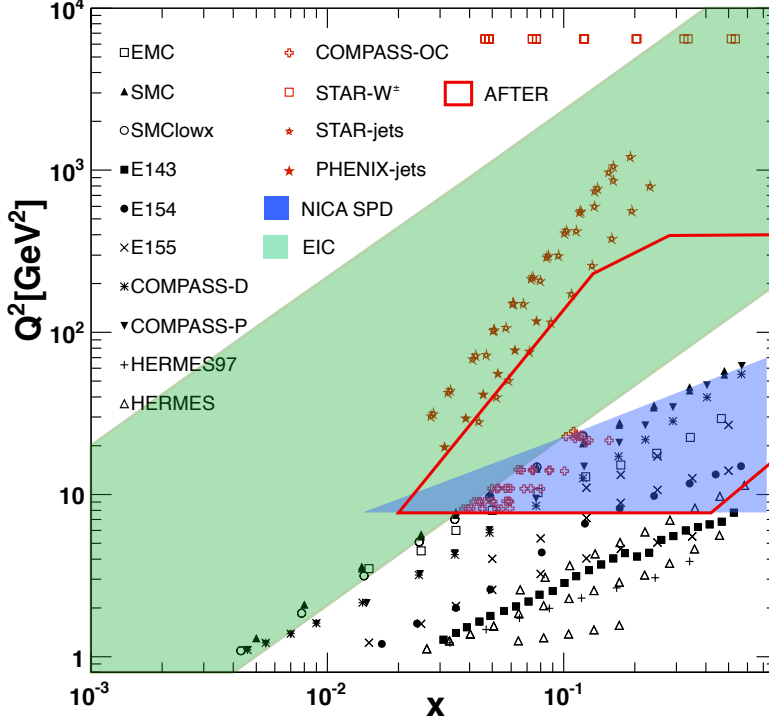 10⁴
10³
10²
10
1
Q²[GeV²]
EMC
SMC
SMClowx
E143
E154
E155
COMPASS-D
COMPASS-P
HERMES97
HERMES
COMPASS-OC
STAR-W±
STAR-jets
PHENIX-jets
NICA SPD
EIC
AFTER
10⁻³
10⁻²
10⁻¹
x